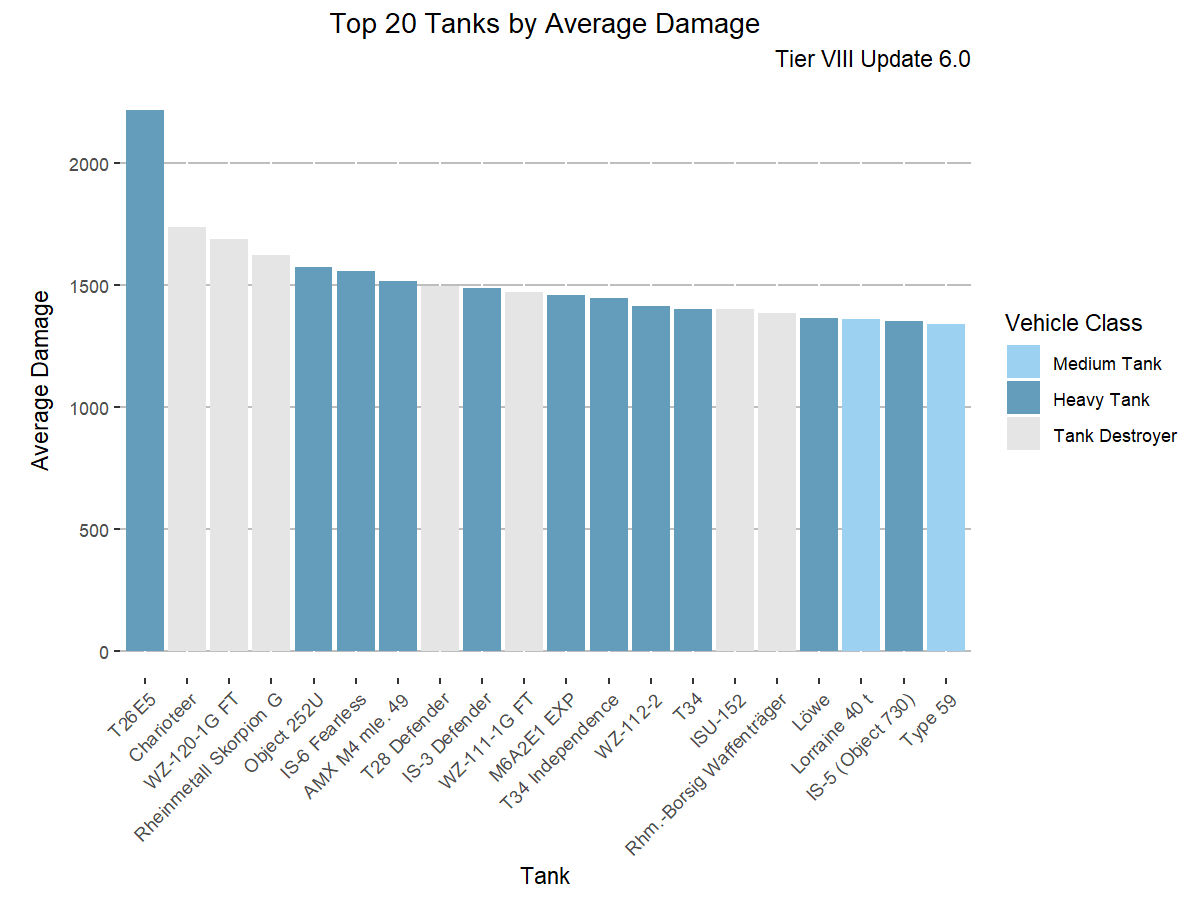 Top 20 Tanks by Average Damage
Tier VIII Update 6.0
Average Damage
2000
1500
1000
500
0
T26E5
Charioteer
WZ-120-1G FT
Rheinmetall Skorpion G
Object 252U
IS-6 Fearless
AMX M4 mle. 49
T28 Defender
IS-3 Defender
WZ-111-1G FT
M6A2E1 EXP
T34 Independence
WZ-112-2
T34
ISU-152
Rhm.-Borsig Waffenträger
Löwe
Lorraine 40 t
IS-5 (Object 730)
Type 59
Tank
Vehicle Class
Medium Tank
Heavy Tank
Tank Destroyer